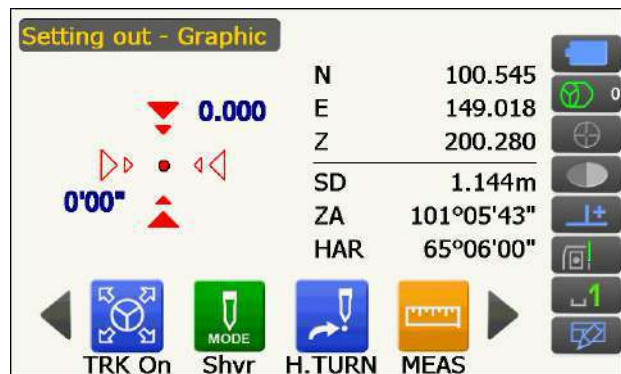 Setting out - Graphic
N 100.545
E 149.018
Z 200.280
SD 1.144m
ZA 101°05'43"
HAR 65°06'00"
0.000
0'00"
0
1
MODE
TRK On Shvr H.TURN MEAS